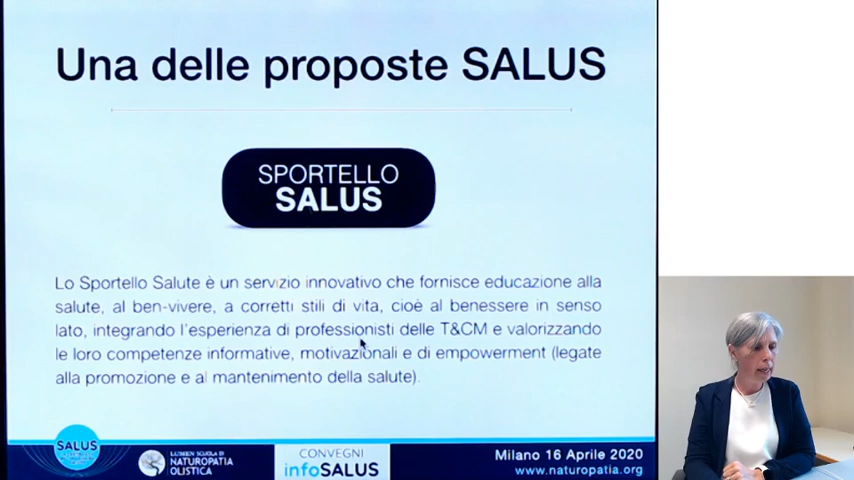 Una delle proposte SALUS
SPORTELLO
SALUS
Lo Sportello Salute è un servizio innovativo che fornisce educazione alla
salute, al ben-vivere, a corretti stili di vita, cioè al benessere in senso
lato, integrando l'esperienza di professionisti delle T&CM e valorizzando
le loro competenze informative, motivazionali e di empowerment (legate
alla promozione e al mantenimento della salute).
SALUS
SCUOLA DI
NATUROPATIA
OLISTICA
CONVEGNI
infoSALUS
Milano 16 Aprile 2020
www.naturopatia.org